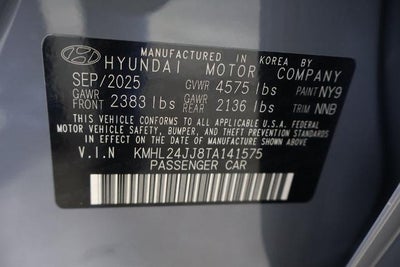 MANUFACTURED IN KOREA BY
HYUNDAI MOTOR COMPANY
SEP/2025 GVWR 4575 lbs PAINT NY9
GAWR FRONT 2383 lbs GAWR REAR 2136 lbs TRIM NNB
THIS VEHICLE CONFORMS TO ALL APPLICABLE U.S.A. FEDERAL
MOTOR VEHICLE SAFETY, BUMPER, AND THEFT PREVENTION STANDARDS
IN EFFECT ON THE DATE OF MANUFACTURE SHOWN ABOVE.
V.I.N KMHL24JJ8TA141575
PASSENGER CAR